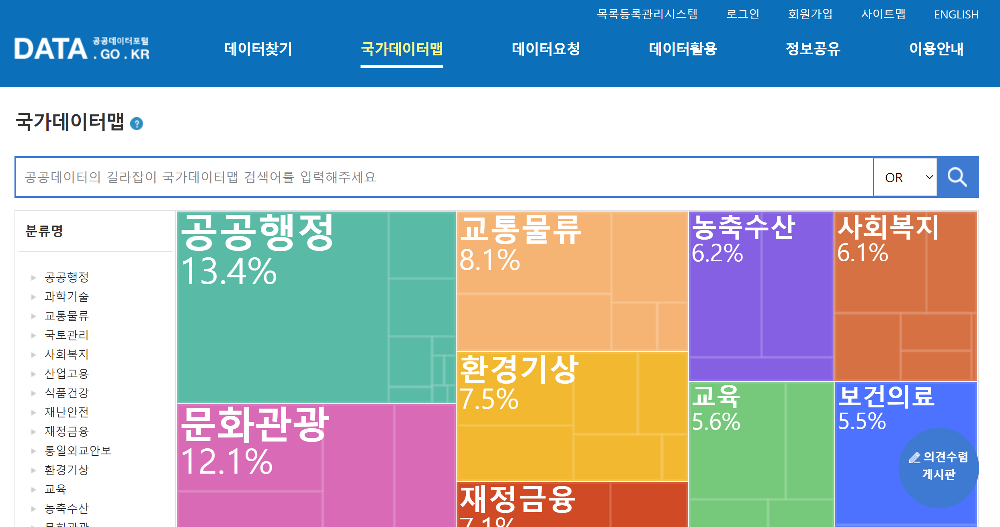 목록등록관리시스템 로그인 회원가입 사이트맵 ENGLISH
DATA 공공데이터포털 . GO . KR
데이터찾기 국가데이터맵 데이터요청 데이터활용 정보공유 이용안내
국가데이터맵 ?
공공데이터의 길라잡이 국가데이터맵 검색어를 입력해주세요 OR
분류명
공공행정
과학기술
교통물류
국토관리
사회복지
산업고용
식품건강
재난안전
재정금융
통일외교안보
환경기상
교육
농축수산
문화관광
공공행정
13.4%
문화관광
12.1%
교통물류
8.1%
환경기상
7.5%
재정금융
7.1%
농축수산
6.2%
사회복지
6.1%
교육
5.6%
보건의료
5.5%
의견수렴
게시판